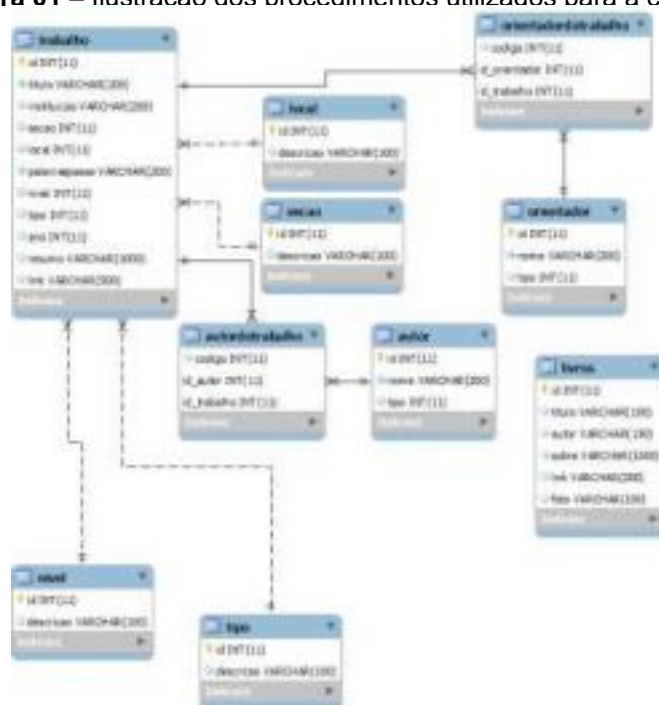 ra 01 – Ilustração dos procedimentos utilizados para a c
trabalho
id INT(11)
titulo VARCHAR(200)
instituicao VARCHAR(200)
secao INT(11)
local INT(11)
VARCHAR(200)
nivel INT(11)
tipo INT(11)
ano INT(11)
resumo VARCHAR(1000)
link VARCHAR(500)
Indexes
orientadordotrabalho
codigo INT(11)
id_orientador INT(11)
id_trabalho INT(11)
Indexes
local
id INT(11)
descricao VARCHAR(100)
Indexes
secao
id INT(11)
descricao VARCHAR(100)
Indexes
orientador
id INT(11)
nome VARCHAR(200)
tipo INT(11)
Indexes
autordotrabalho
codigo INT(11)
id_autor INT(11)
id_trabalho INT(11)
Indexes
autor
id INT(11)
nome VARCHAR(200)
tipo INT(11)
Indexes
livros
id INT(11)
titulo VARCHAR(100)
autor VARCHAR(100)
sobre VARCHAR(1000)
link VARCHAR(200)
foto VARCHAR(100)
Indexes
nivel
id INT(11)
descricao VARCHAR(100)
Indexes
tipo
id INT(11)
descricao VARCHAR(100)
Indexes